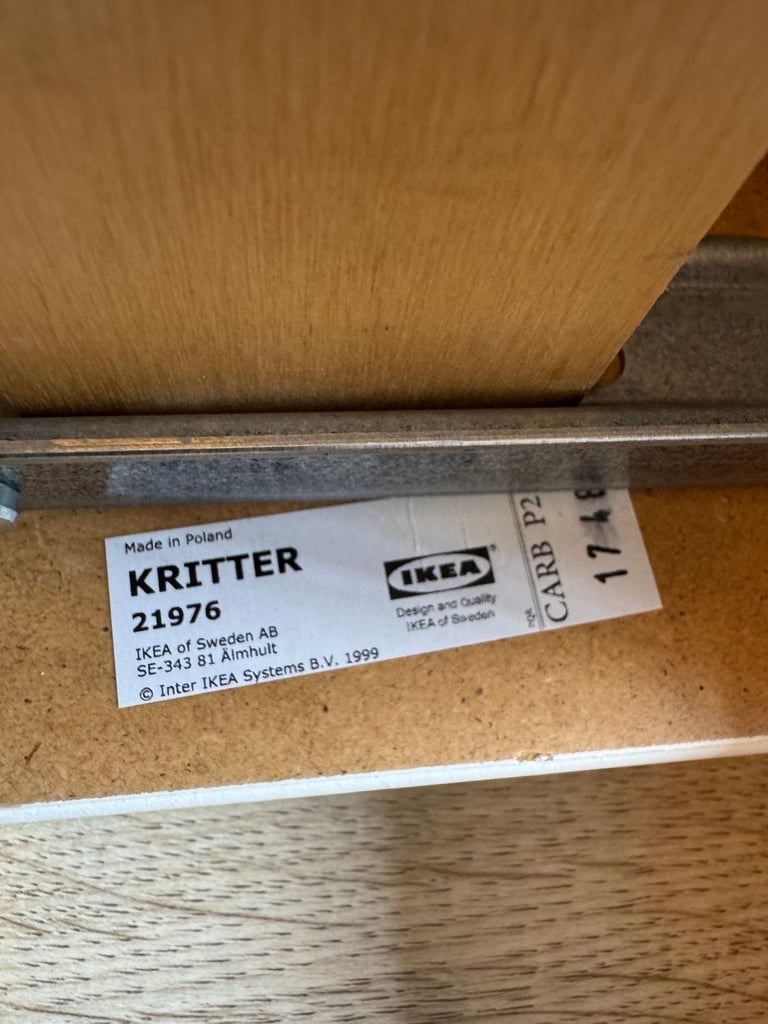 Made in Poland
KRITTER
21976
IKEA of Sweden AB
SE-343 81 Älmhult
© Inter IKEA Systems B.V. 1999
IKEA
Design and Quality
IKEA of Sweden
CARB P2
1748